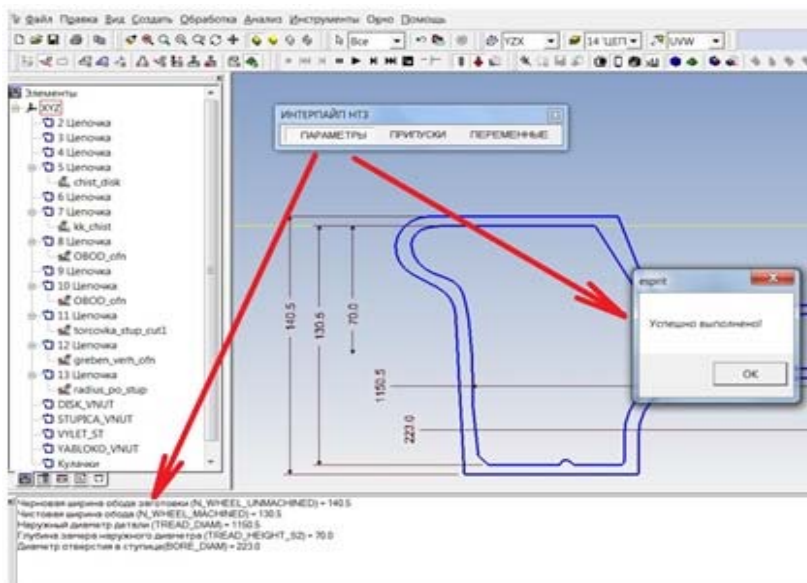 Файл Правка Вид Создать Обработка Анализ Инструменты Окно Помощь
Все YZX UVW
Элементы
XYZ
2 Цепочка
3 Цепочка
4 Цепочка
5 Цепочка
chist_disk
6 Цепочка
7 Цепочка
kk_chist
8 Цепочка
OBOD_ofn
9 Цепочка
10 Цепочка
OBOD_ofn
11 Цепочка
torcovka_stup_cut1
12 Цепочка
greben_verh_ofn
13 Цепочка
radius_po_stup
DISK_VNUT
STUPICA_VNUT
VYLET_ST
YABLOKO_VNUT
Кулачки
ИНТЕРПАЙП НТЗ
ПАРАМЕТРЫ ПРИПУСКИ ПЕРЕМЕННЫЕ
140.5
130.5
70.0
1150.5
223.0
esprit
Успешно выполнено!
OK
Черновая ширина обода заготовки (N_WHEEL_UNMACHINED) = 140.5
Чистовая ширина обода (N_WHEEL_MACHINED) = 130.5
Наружный диаметр детали (TREAD_DIAM) = 1150.5
Глубина замера наружного диаметра (TREAD_HEIGHT_S2) = 70.0
Диаметр отверстия в ступице(BORE_DIAM) = 223.0